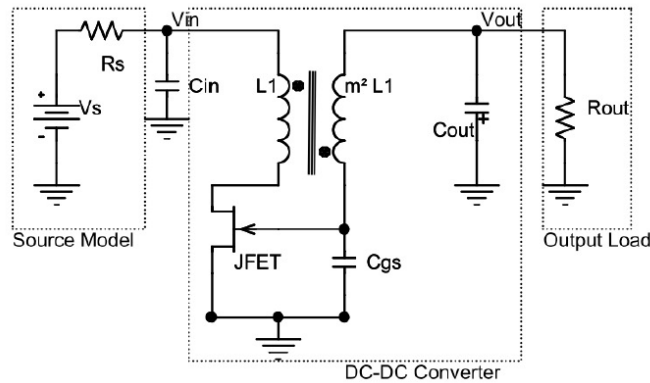 Vin
Vout
Rs
Cin
L1
m² L1
+
Vs
-
Cout
+
Rout
Source Model
JFET
Cgs
Output Load
DC-DC Converter